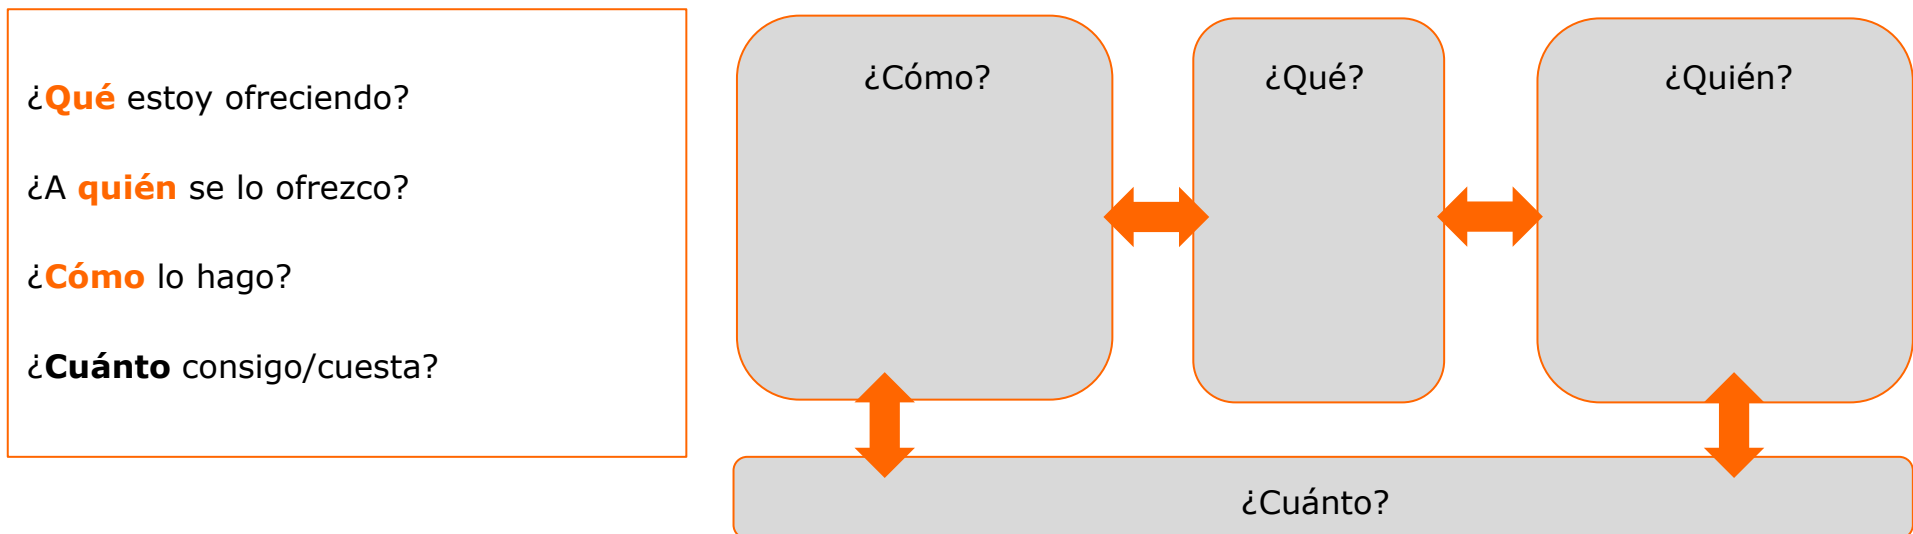 ¿Qué estoy ofreciendo?
¿A quién se lo ofrezco?
¿Cómo lo hago?
¿Cuánto consigo/cuesta?
¿Cómo?
¿Qué?
¿Quién?
¿Cuánto?